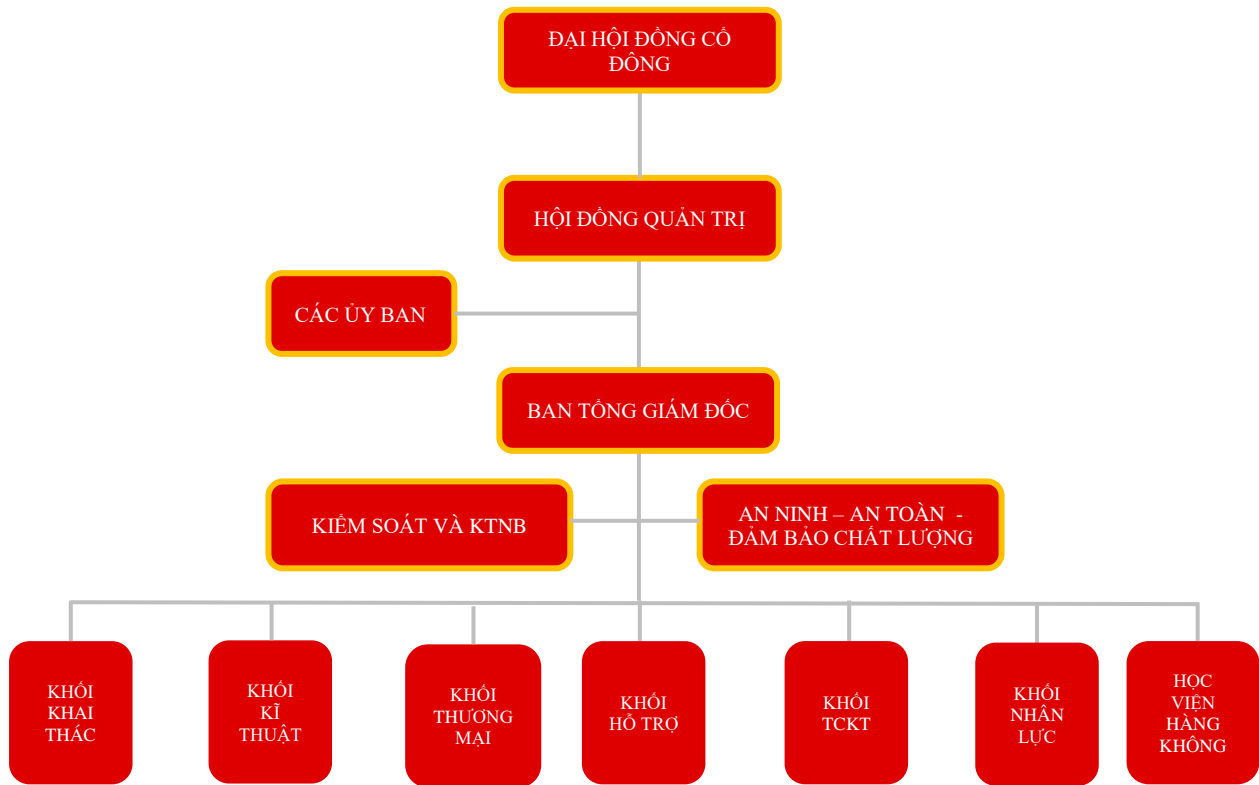 ĐẠI HỘI ĐỒNG CỔ
ĐÔNG
HỘI ĐỒNG QUẢN TRỊ
CÁC ỦY BAN
BAN TỔNG GIÁM ĐỐC
KIỂM SOÁT VÀ KTNB
AN NINH – AN TOÀN -
ĐẢM BẢO CHẤT LƯỢNG
KHỐI
KHAI
THÁC
KHỐI
KĨ
THUẬT
KHỐI
THƯƠNG
MẠI
KHỐI
HỖ TRỢ
KHỐI
TCKT
KHỐI
NHÂN
LỰC
HỌC
VIỆN
HÀNG
KHÔNG